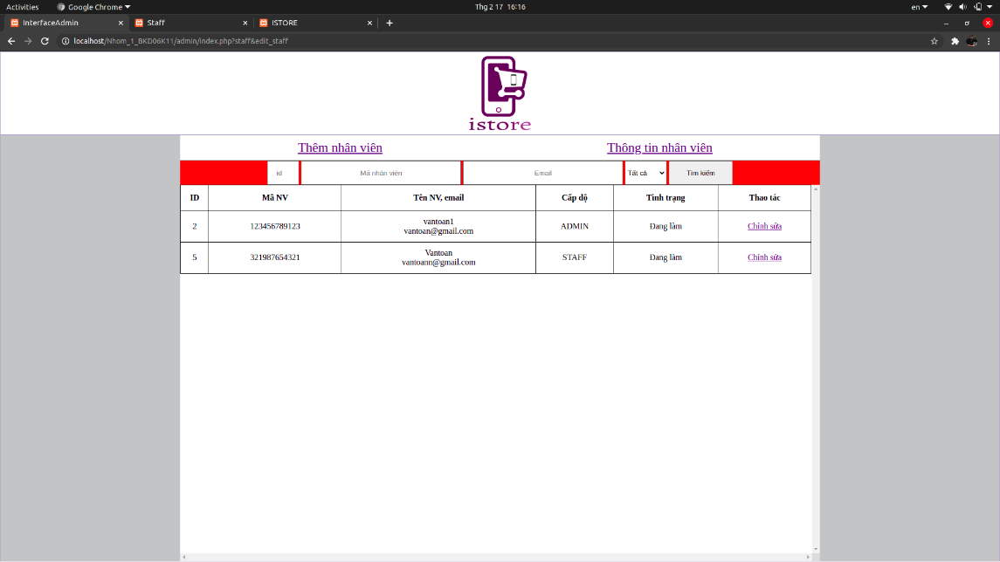 Activities Google Chrome Thg 2 17 16:16 en
InterfaceAdmin Staff ISTORE
localhost/Nhom_1_BKD06K11/admin/index.php?staff&edit_staff
istore
Thêm nhân viên Thông tin nhân viên
id Mã nhân viên Email Tất cả Tìm kiếm
ID Mã NV Tên NV, email Cấp độ Tình trạng Thao tác
2 123456789123 vantoan1 ADMIN Đang làm Chỉnh sửa
vantoan@gmail.com
5 321987654321 Vantoan STAFF Đang làm Chỉnh sửa
vantoann@gmail.com